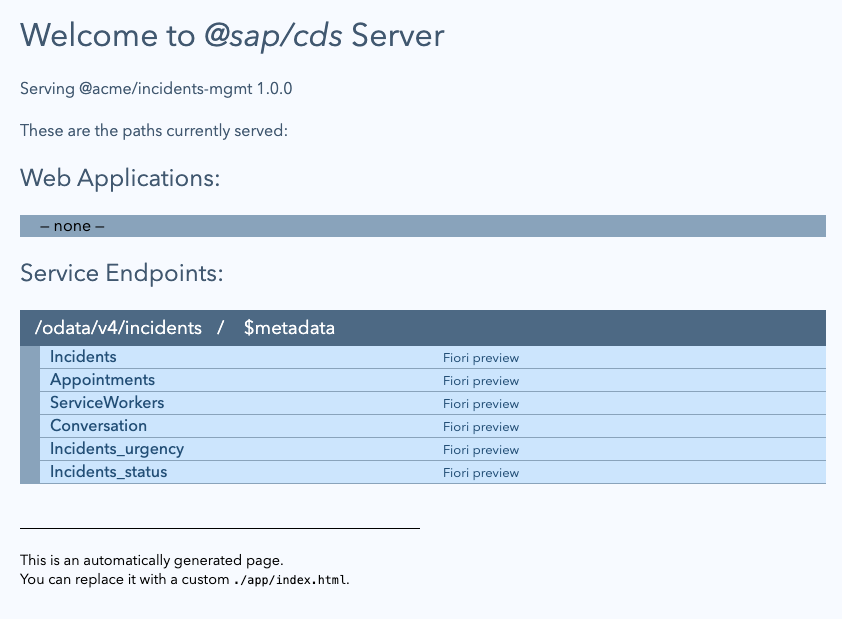 Welcome to @sap/cds Server
Serving @acme/incidents-mgmt 1.0.0
These are the paths currently served:
Web Applications:
— none —
Service Endpoints:
/odata/v4/incidents / $metadata
Incidents Fiori preview
Appointments Fiori preview
ServiceWorkers Fiori preview
Conversation Fiori preview
Incidents_urgency Fiori preview
Incidents_status Fiori preview
This is an automatically generated page.
You can replace it with a custom ./app/index.html.